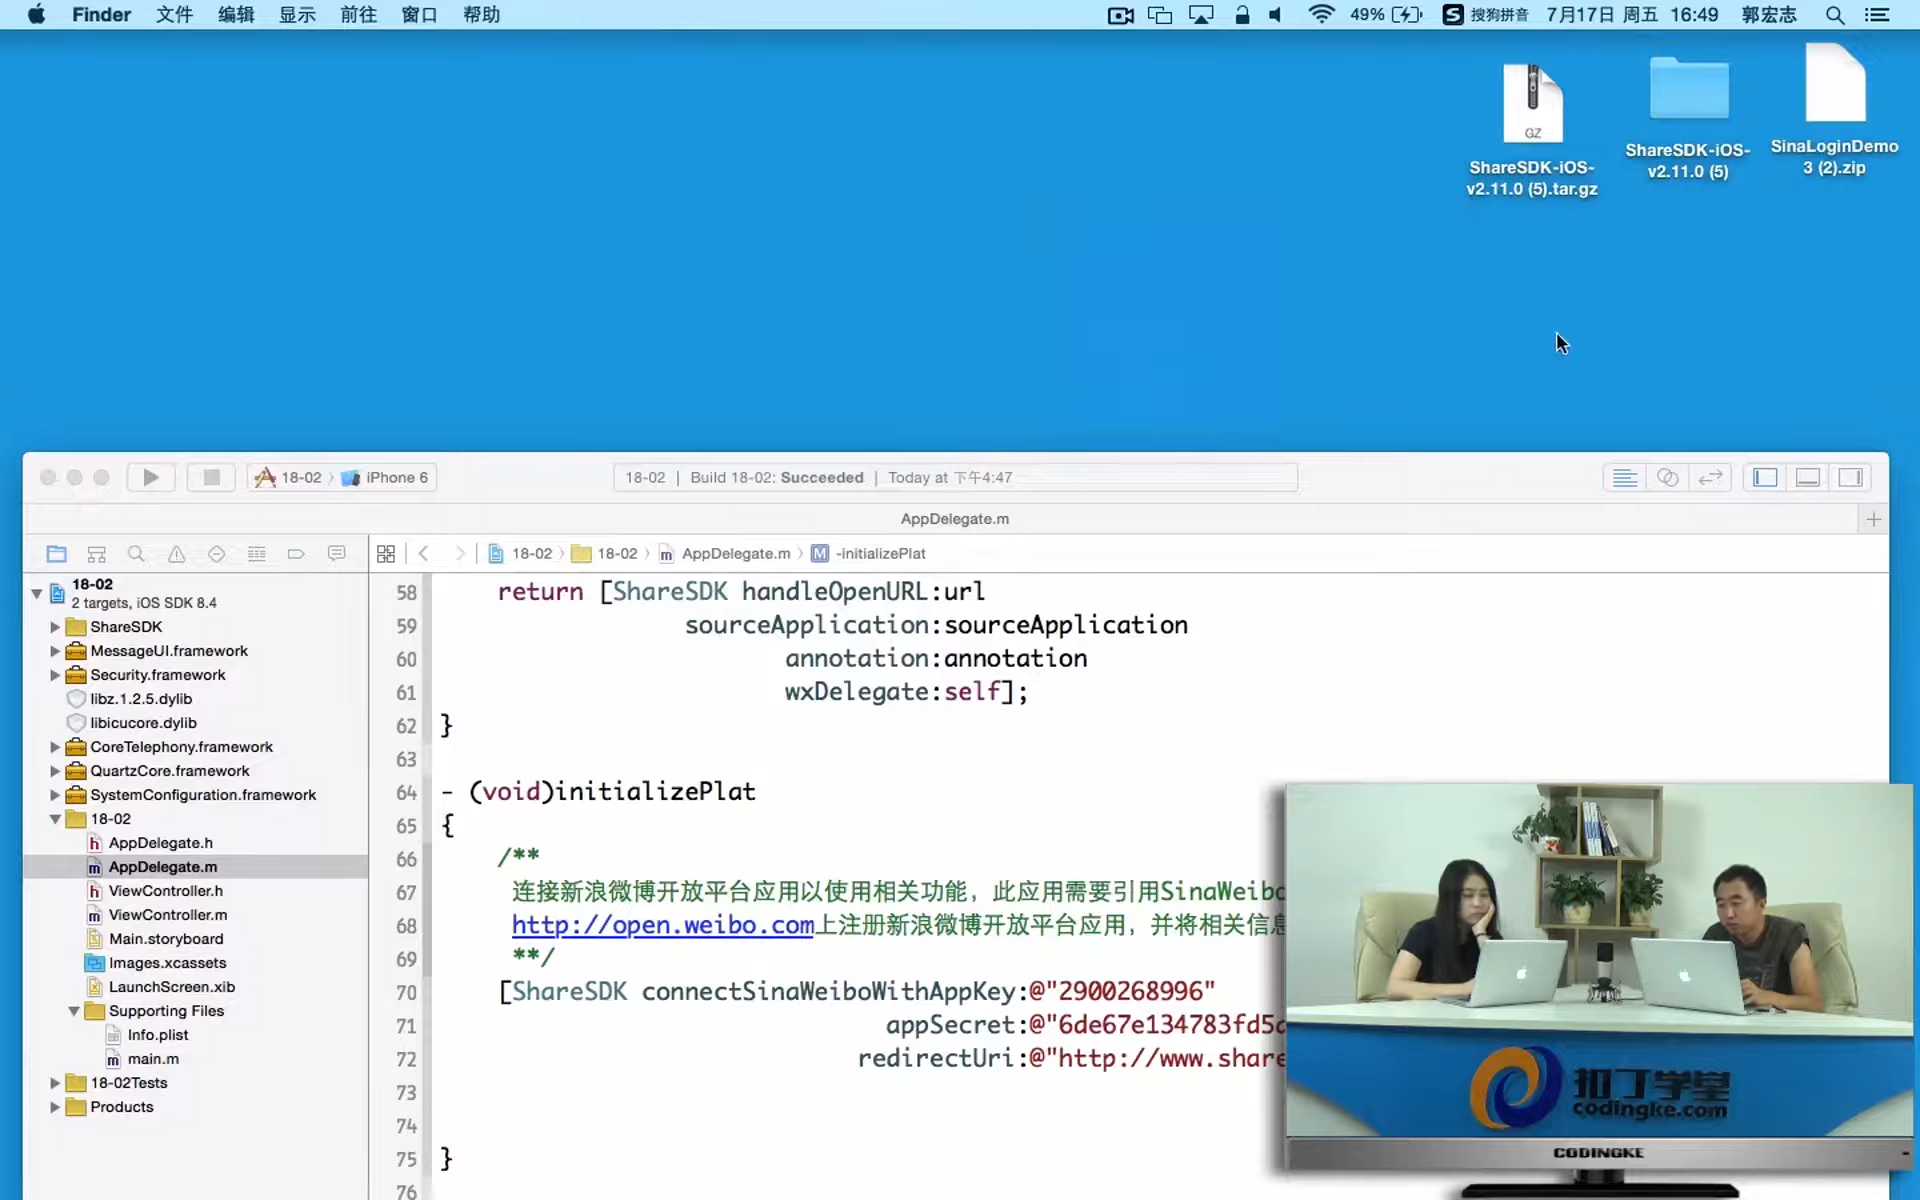 Finder 文件 编辑 显示 前往 窗口 帮助 49% S 搜狗拼音 7月17日 周五 16:49 郭宏志
GZ
ShareSDK-iOS-
v2.11.0 (5).tar.gz
ShareSDK-iOS-
v2.11.0 (5)
SinaLoginDemo
3 (2).zip
18-02 iPhone 6 18-02 | Build 18-02: Succeeded | Today at 下午4:47
AppDelegate.m
18-02 18-02 AppDelegate.m M -initializePlat
18-02
2 targets, iOS SDK 8.4
ShareSDK
MessageUI.framework
Security.framework
libz.1.2.5.dylib
libicucore.dylib
CoreTelephony.framework
QuartzCore.framework
SystemConfiguration.framework
18-02
h AppDelegate.h
m AppDelegate.m
h ViewController.h
m ViewController.m
Main.storyboard
Images.xcassets
LaunchScreen.xib
Supporting Files
Info.plist
m main.m
18-02Tests
Products
58 return [ShareSDK handleOpenURL:url
59 sourceApplication:sourceApplication
60 annotation:annotation
61 wxDelegate:self];
62 }
63
64 - (void)initializePlat
65 {
66 /**
67 连接新浪微博开放平台应用以使用相关功能，此应用需要引用SinaWeibo
68 http://open.weibo.com上注册新浪微博开放平台应用，并将相关信息
69 **/
70 [ShareSDK connectSinaWeiboWithAppKey:@"2900268996"
71 appSecret:@"6de67e134783fd5
72 redirectUri:@"http://www.share
73
74
75 }
76
扣丁学堂
codingke.com
CODINGKE